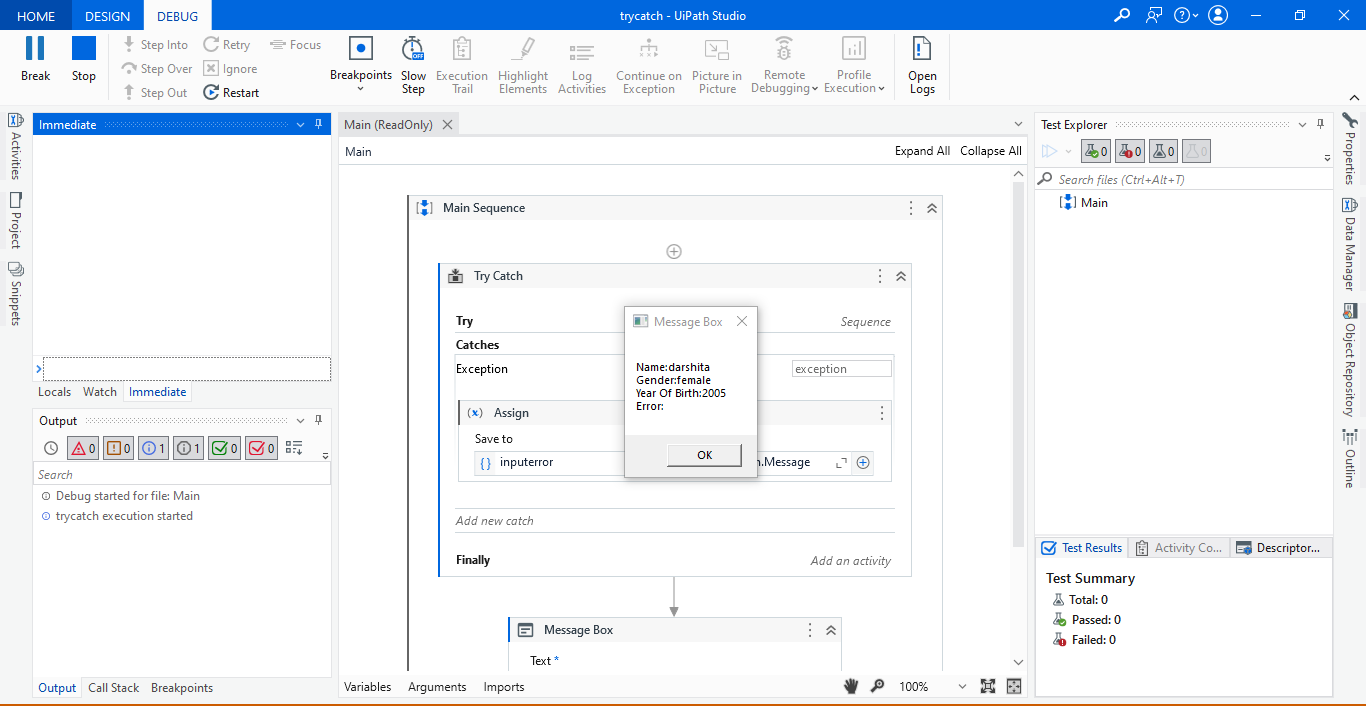 HOME DESIGN DEBUG trycatch - UiPath Studio
Break Stop
Step Into Retry Focus
Step Over Ignore
Step Out Restart
Breakpoints
Slow Step
Execution Trail
Highlight Elements
Log Activities
Continue on Exception
Picture in Picture
Remote Debugging
Profile Execution
Open Logs
Activities
Project
Snippets
Immediate
Locals Watch Immediate
Output
0 0 1 1 0 0
Search
Debug started for file: Main
trycatch execution started
Output Call Stack Breakpoints
Main (ReadOnly)
Main Expand All Collapse All
Main Sequence
Try Catch
Try Sequence
Catches
Exception exception
(x) Assign
Save to
{ } inputerror n.Message
Add new catch
Finally Add an activity
Message Box
Text *
Message Box
Name:darshita
Gender:female
Year Of Birth:2005
Error:
OK
Variables Arguments Imports 100%
Test Explorer
0 0 0 0
Search files (Ctrl+Alt+T)
Main
Test Results Activity Co... Descriptor...
Test Summary
Total: 0
Passed: 0
Failed: 0
Properties
Data Manager
Object Repository
Outline